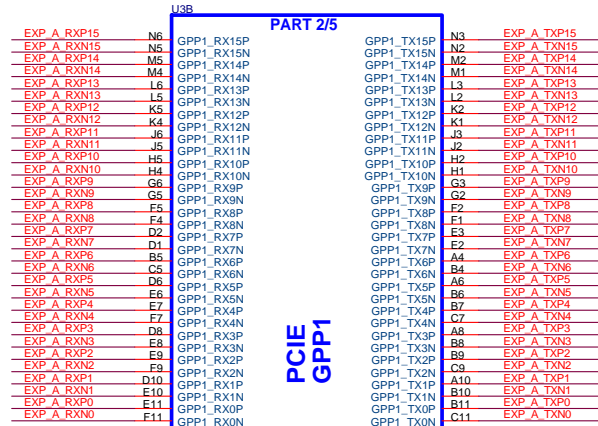 U3B
PART 2/5
EXP_A_RXP15 N6 GPP1_RX15P GPP1_TX15P N3 EXP_A_TXP15
EXP_A_RXN15 N5 GPP1_RX15N GPP1_TX15N N2 EXP_A_TXN15
EXP_A_RXP14 M5 GPP1_RX14P GPP1_TX14P M2 EXP_A_TXP14
EXP_A_RXN14 M4 GPP1_RX14N GPP1_TX14N M1 EXP_A_TXN14
EXP_A_RXP13 L6 GPP1_RX13P GPP1_TX13P L3 EXP_A_TXP13
EXP_A_RXN13 L5 GPP1_RX13N GPP1_TX13N L2 EXP_A_TXN13
EXP_A_RXP12 K5 GPP1_RX12P GPP1_TX12P K2 EXP_A_TXP12
EXP_A_RXN12 K4 GPP1_RX12N GPP1_TX12N K1 EXP_A_TXN12
EXP_A_RXP11 J6 GPP1_RX11P GPP1_TX11P J3 EXP_A_TXP11
EXP_A_RXN11 J5 GPP1_RX11N GPP1_TX11N J2 EXP_A_TXN11
EXP_A_RXP10 H5 GPP1_RX10P GPP1_TX10P H2 EXP_A_TXP10
EXP_A_RXN10 H4 GPP1_RX10N GPP1_TX10N H1 EXP_A_TXN10
EXP_A_RXP9 G6 GPP1_RX9P GPP1_TX9P G3 EXP_A_TXP9
EXP_A_RXN9 G5 GPP1_RX9N GPP1_TX9N G2 EXP_A_TXN9
EXP_A_RXP8 F5 GPP1_RX8P GPP1_TX8P F2 EXP_A_TXP8
EXP_A_RXN8 F4 GPP1_RX8N GPP1_TX8N F1 EXP_A_TXN8
EXP_A_RXP7 D2 GPP1_RX7P GPP1_TX7P E3 EXP_A_TXP7
EXP_A_RXN7 D1 GPP1_RX7N GPP1_TX7N E2 EXP_A_TXN7
EXP_A_RXP6 B5 GPP1_RX6P GPP1_TX6P A4 EXP_A_TXP6
EXP_A_RXN6 C5 GPP1_RX6N GPP1_TX6N B4 EXP_A_TXN6
EXP_A_RXP5 D6 GPP1_RX5P GPP1_TX5P A6 EXP_A_TXP5
EXP_A_RXN5 E6 GPP1_RX5N GPP1_TX5N B6 EXP_A_TXN5
EXP_A_RXP4 E7 GPP1_RX4P GPP1_TX4P B7 EXP_A_TXP4
EXP_A_RXN4 F7 GPP1_RX4N GPP1_TX4N C7 EXP_A_TXN4
EXP_A_RXP3 D8 GPP1_RX3P GPP1_TX3P A8 EXP_A_TXP3
EXP_A_RXN3 E8 GPP1_RX3N GPP1_TX3N B8 EXP_A_TXN3
EXP_A_RXP2 E9 GPP1_RX2P GPP1_TX2P B9 EXP_A_TXP2
EXP_A_RXN2 F9 GPP1_RX2N GPP1_TX2N C9 EXP_A_TXN2
EXP_A_RXP1 D10 GPP1_RX1P GPP1_TX1P A10 EXP_A_TXP1
EXP_A_RXN1 E10 GPP1_RX1N GPP1_TX1N B10 EXP_A_TXN1
EXP_A_RXP0 E11 GPP1_RX0P GPP1_TX0P B11 EXP_A_TXP0
EXP_A_RXN0 F11 GPP1_RX0N GPP1_TX0N C11 EXP_A_TXN0
PCIE
GPP1